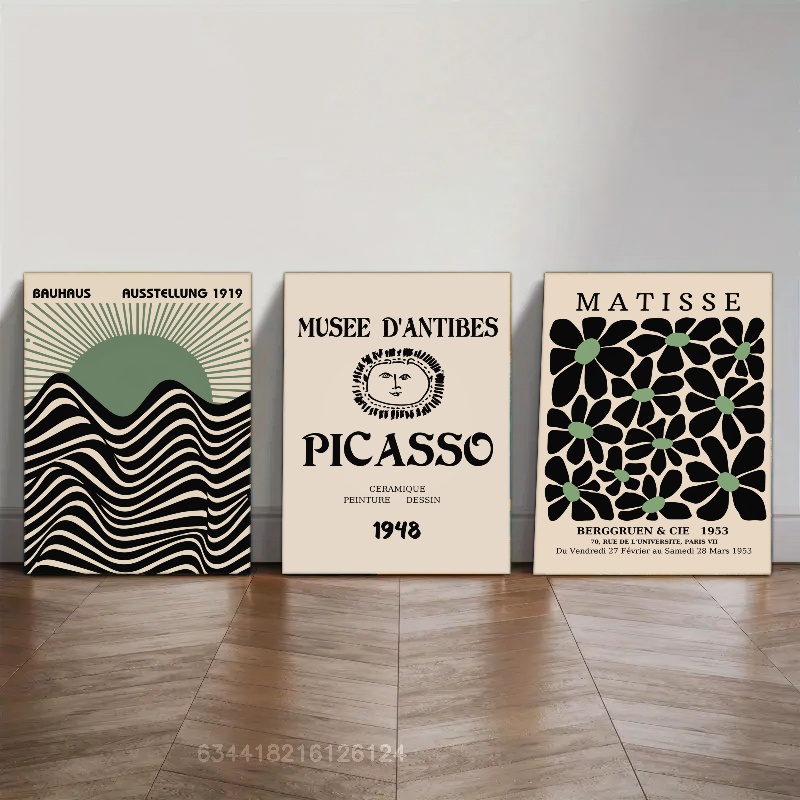 BAUHAUS AUSSTELLUNG 1919
MUSEE D'ANTIBES
PICASSO
CERAMIQUE
PEINTURE DESSIN
1948
MATISSE
BERGGRUEN & CIE 1953
70, RUE DE L'UNIVERSITE, PARIS VII
Du Vendredi 27 Février au Samedi 28 Mars 1953
634418216126124